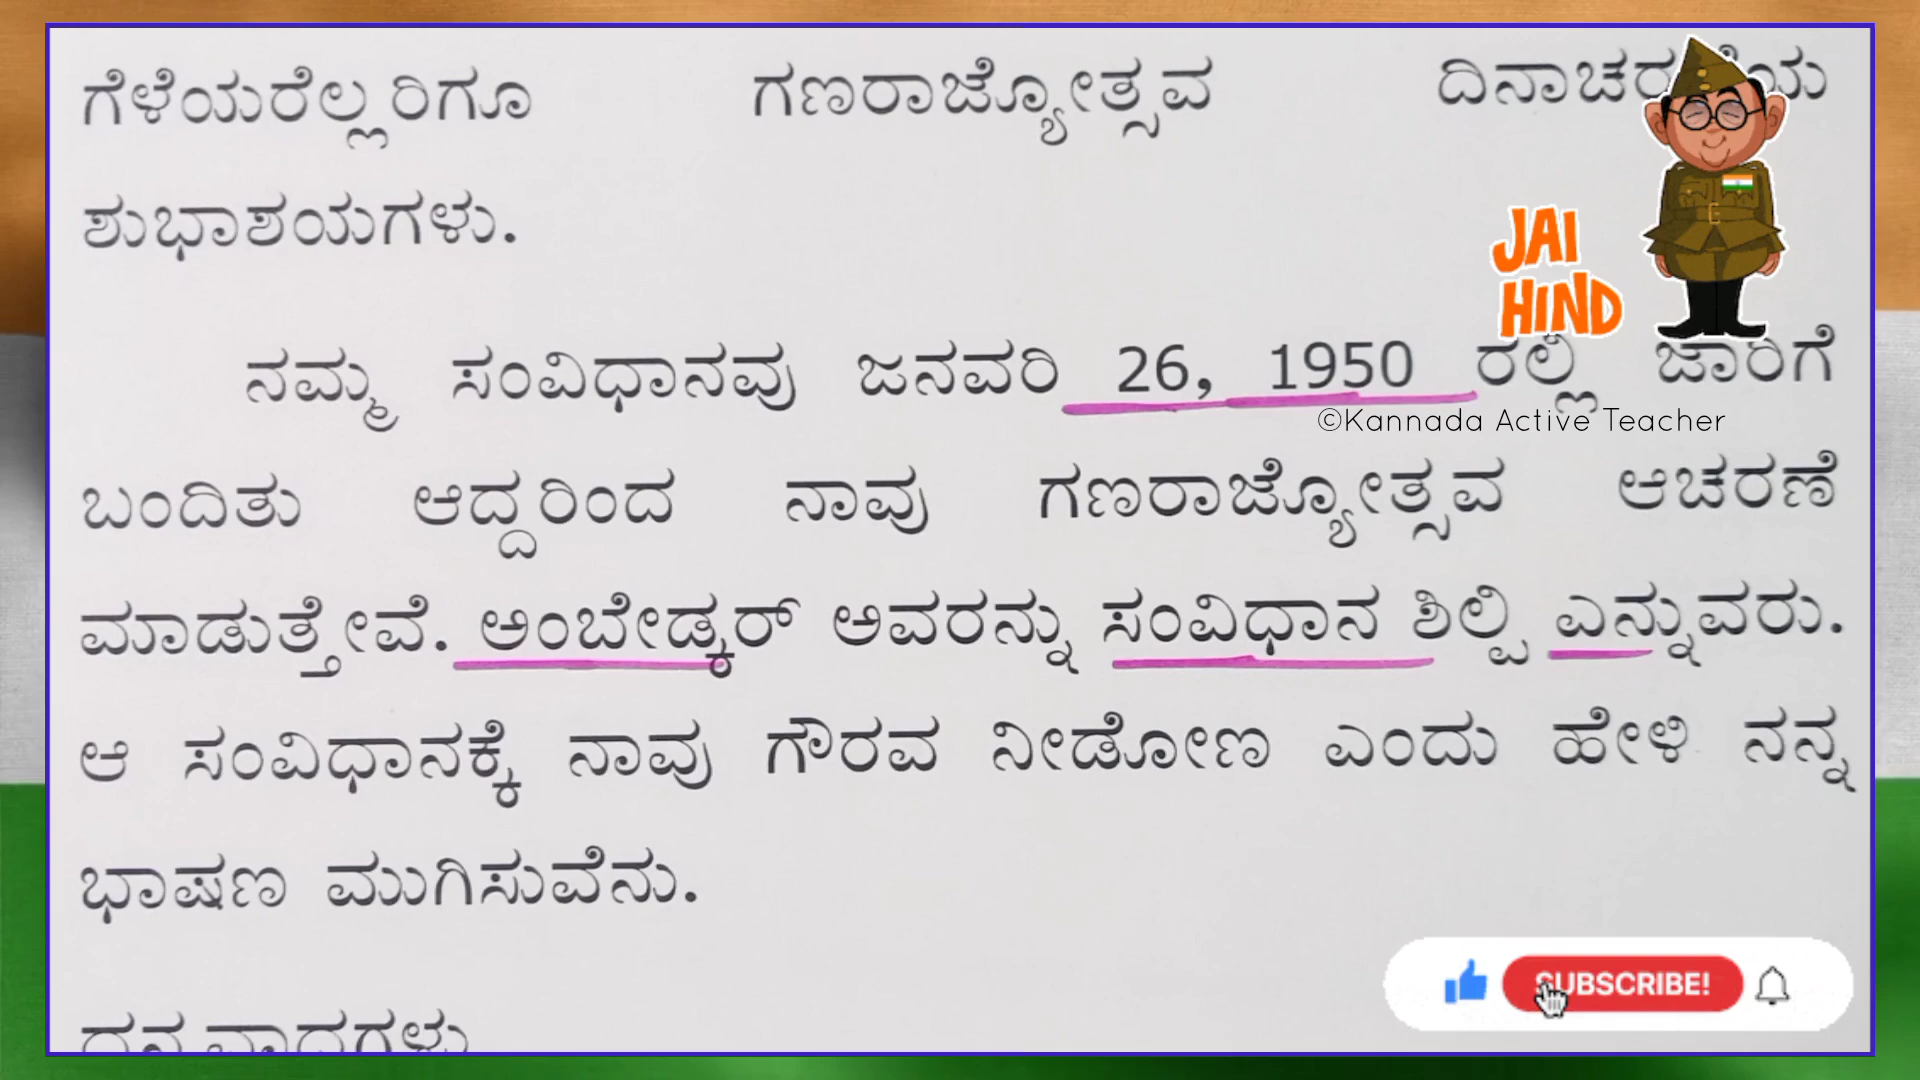 ಗೆಳೆಯರೆಲ್ಲರಿಗೂ ಗಣರಾಜ್ಯೋತ್ಸವ
ಶುಭಾಶಯಗಳು.
JAI
HIND
ನಮ್ಮ ಸಂವಿಧಾನವು ಜನವರಿ 26, 1950 ರಲ್ಲಿ ಜಾರಿಗೆ
©Kannada Active Teacher
ಬಂದಿತು ಆದ್ದರಿಂದ ನಾವು ಗಣರಾಜ್ಯೋತ್ಸವ ಆಚರಣೆ
ಮಾಡುತ್ತೇವೆ. ಅಂಬೇಡ್ಕರ್ ಅವರನ್ನು ಸಂವಿಧಾನ ಶಿಲ್ಪಿ ಎನ್ನುವರು.
ಆ ಸಂವಿಧಾನಕ್ಕೆ ನಾವು ಗೌರವ ನೀಡೋಣ ಎಂದು ಹೇಳಿ ನನ್ನ
ಭಾಷಣ ಮುಗಿಸುವೆನು.
SUBSCRIBE!